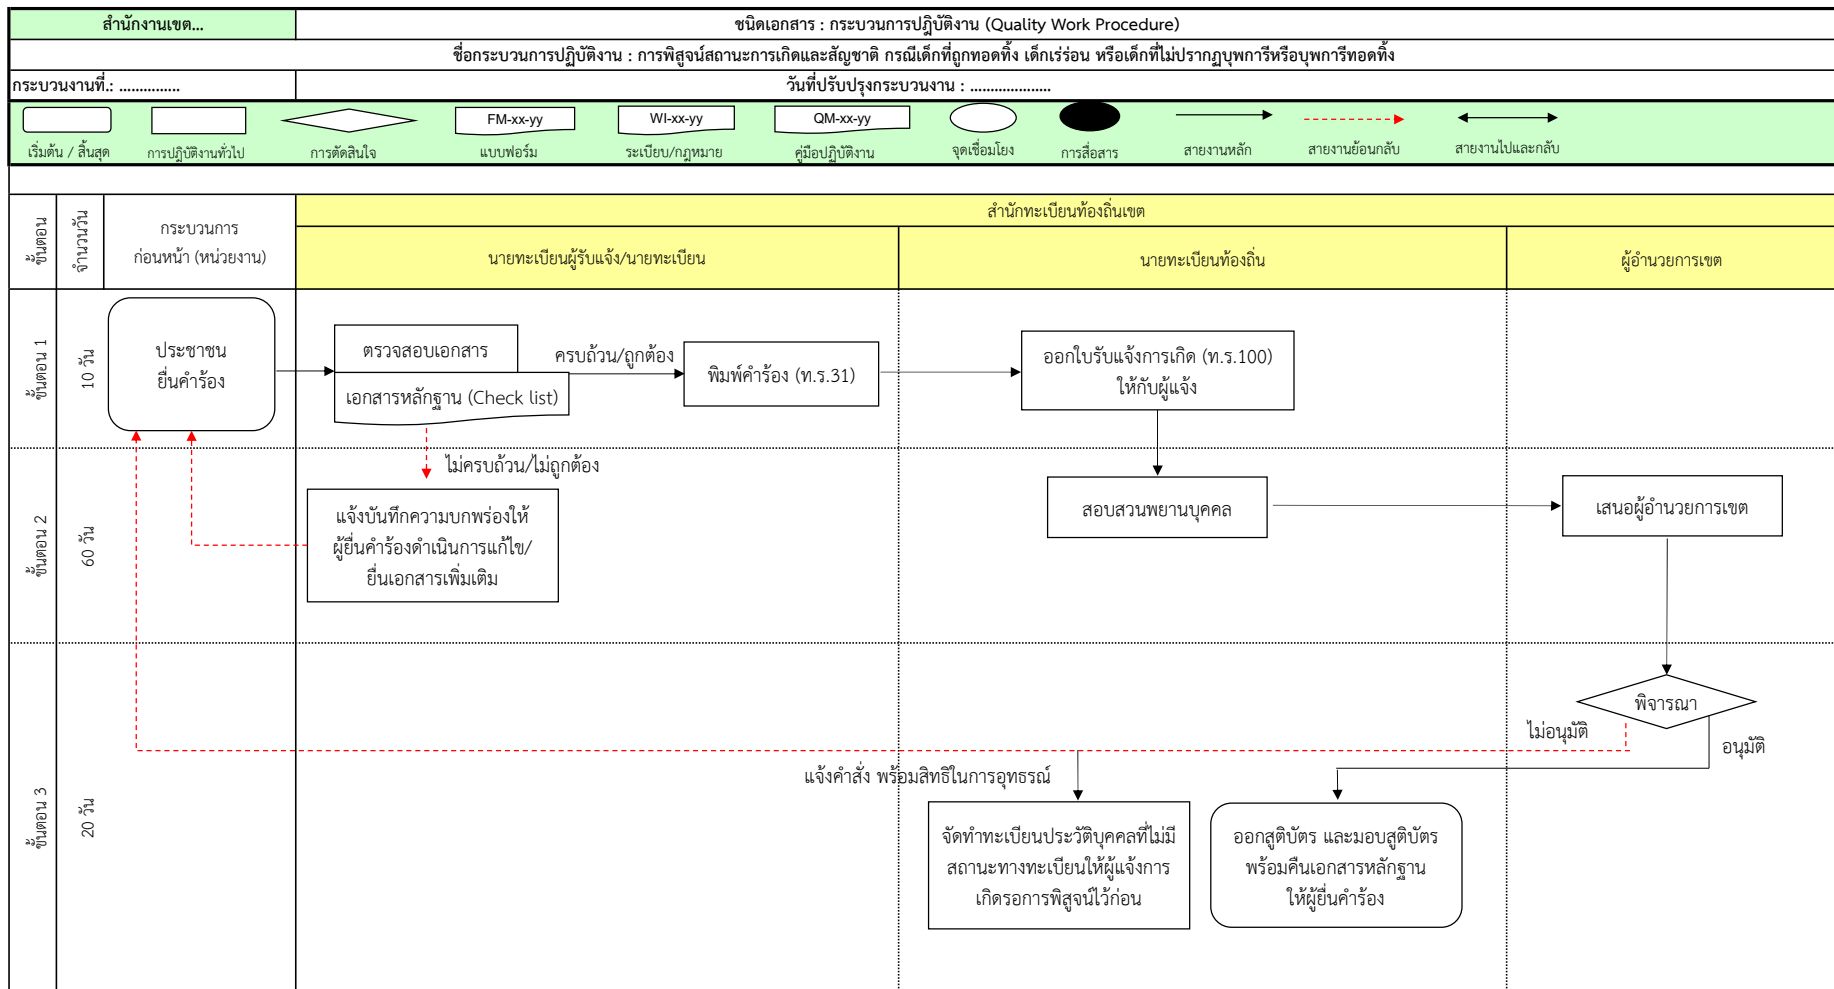 สำนักงานเขต...
ชนิดเอกสาร : กระบวนการปฎิบัติงาน (Quality Work Procedure)
ชื่อกระบวนการปฏิบัติงาน : การพิสูจน์สถานะการเกิดและสัญชาติ กรณีเด็กที่ถูกทอดทิ้ง เด็กเร่ร่อน หรือเด็กที่ไม่ปรากฏบุพการีหรือบุพการีทอดทิ้ง
กระบวนงานที่.: ...............
วันที่ปรับปรุงกระบวนงาน : ....................
FM-xx-yy
WI-xx-yy
QM-xx-yy
เริ่มต้น / สิ้นสุด
การปฏิบัติงานทั่วไป
การตัดสินใจ
แบบฟอร์ม
ระเบียบ/กฎหมาย
คู่มือปฏิบัติงาน
จุดเชื่อมโยง
การสื่อสาร
สายงานหลัก
สายงานย้อนกลับ
สายงานไปและกลับ
ขั้นตอน
จำนวนวัน
กระบวนการ
ก่อนหน้า (หน่วยงาน)
สำนักทะเบียนท้องถิ่นเขต
นายทะเบียนผู้รับแจ้ง/นายทะเบียน
นายทะเบียนท้องถิ่น
ผู้อำนวยการเขต
ขั้นตอน 1
10 วัน
ประชาชน
ยื่นคำร้อง
ตรวจสอบเอกสาร
เอกสารหลักฐาน (Check list)
ครบถ้วน/ถูกต้อง
พิมพ์คำร้อง (ท.ร.31)
ออกใบรับแจ้งการเกิด (ท.ร.100)
ให้กับผู้แจ้ง
ขั้นตอน 2
60 วัน
ไม่ครบถ้วน/ไม่ถูกต้อง
แจ้งบันทึกความบกพร่องให้
ผู้ยื่นคำร้องดำเนินการแก้ไข/
ยื่นเอกสารเพิ่มเติม
สอบสวนพยานบุคคล
เสนอผู้อำนวยการเขต
ขั้นตอน 3
20 วัน
พิจารณา
ไม่อนุมัติ
อนุมัติ
แจ้งคำสั่ง พร้อมสิทธิในการอุทธรณ์
จัดทำทะเบียนประวัติบุคคลที่ไม่มี
สถานะทางทะเบียนให้ผู้แจ้งการ
เกิดรอการพิสูจน์ไว้ก่อน
ออกสูติบัตร และมอบสูติบัตร
พร้อมคืนเอกสารหลักฐาน
ให้ผู้ยื่นคำร้อง